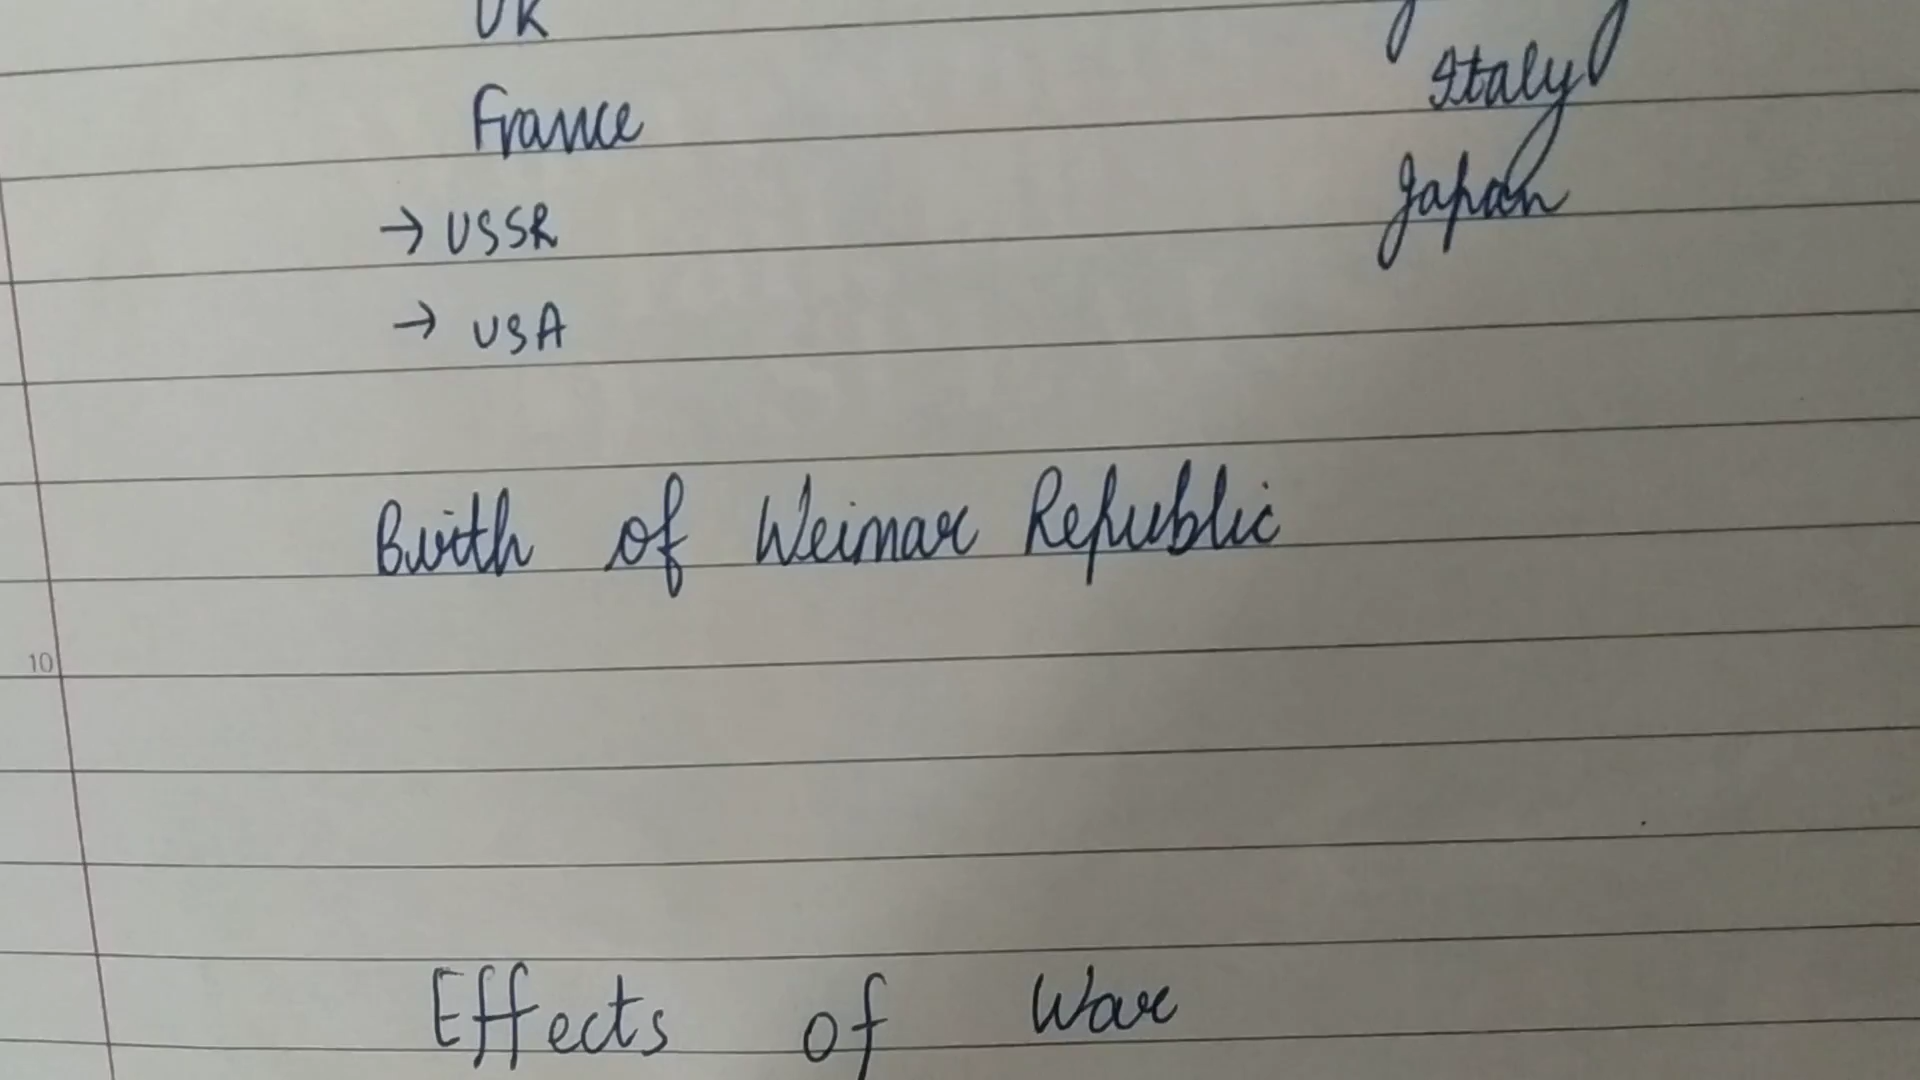 UK
Italy
France
Japan
→ USSR
→ USA
Birth of Weimar Republic
10
Effects of War